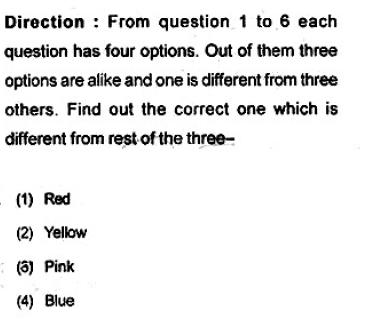 Direction : From question 1 to 6 each
question has four options. Out of them three
options are alike and one is different from three
others. Find out the correct one which is
different from rest of the three–
(1) Red
(2) Yellow
(3) Pink
(4) Blue